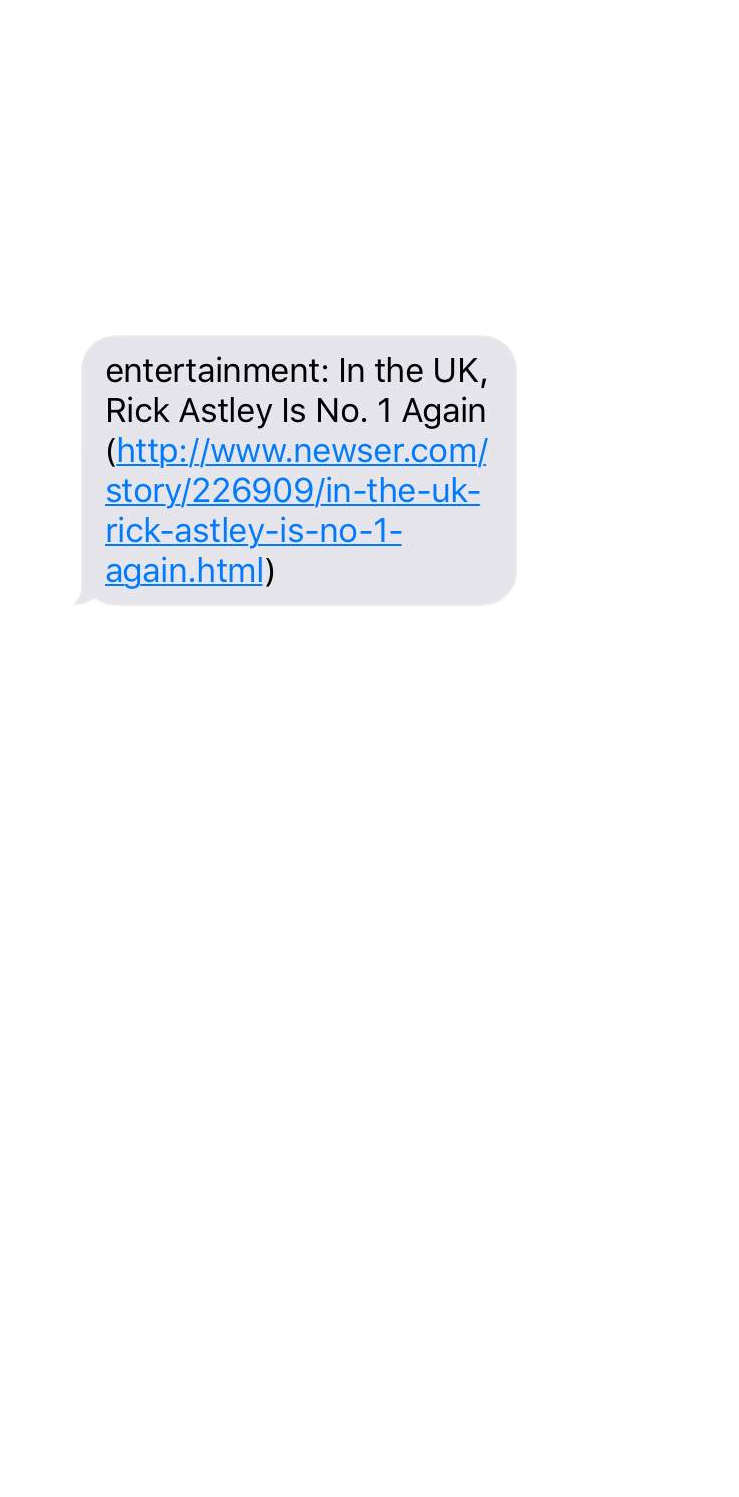 entertainment: In the UK,
Rick Astley Is No. 1 Again
(http://www.newser.com/
story/226909/in-the-uk-
rick-astley-is-no-1-
again.html)